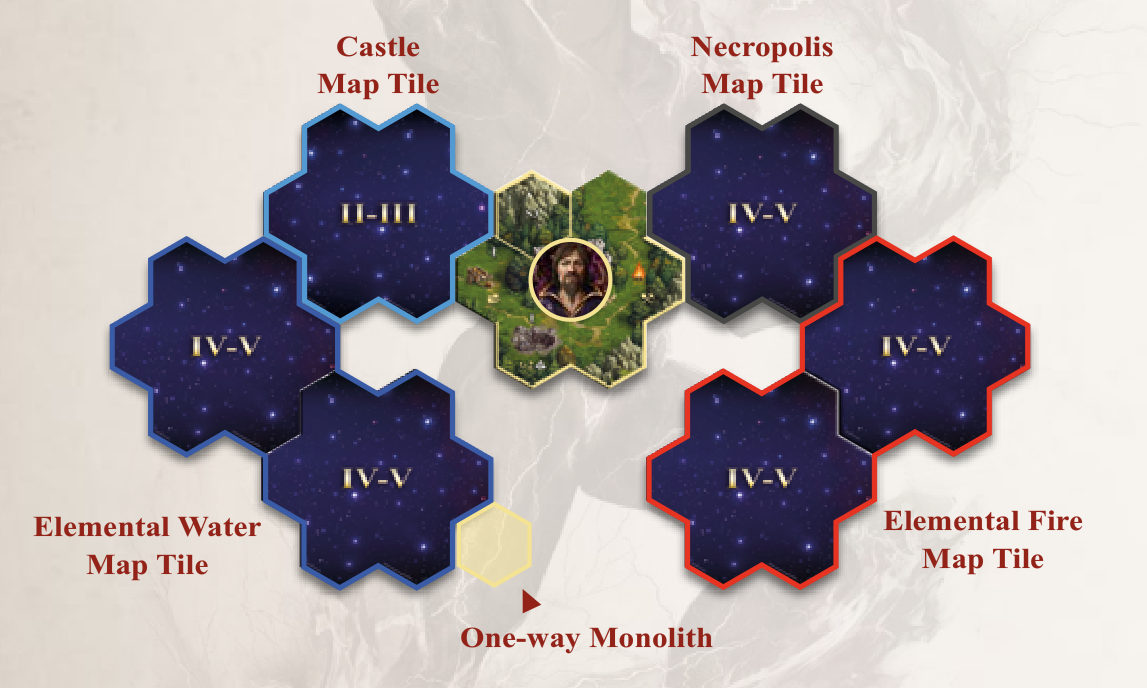 Castle
Map Tile
Necropolis
Map Tile
II-III
IV-V
IV-V
IV-V
IV-V
IV-V
Elemental Water
Map Tile
Elemental Fire
Map Tile
One-way Monolith